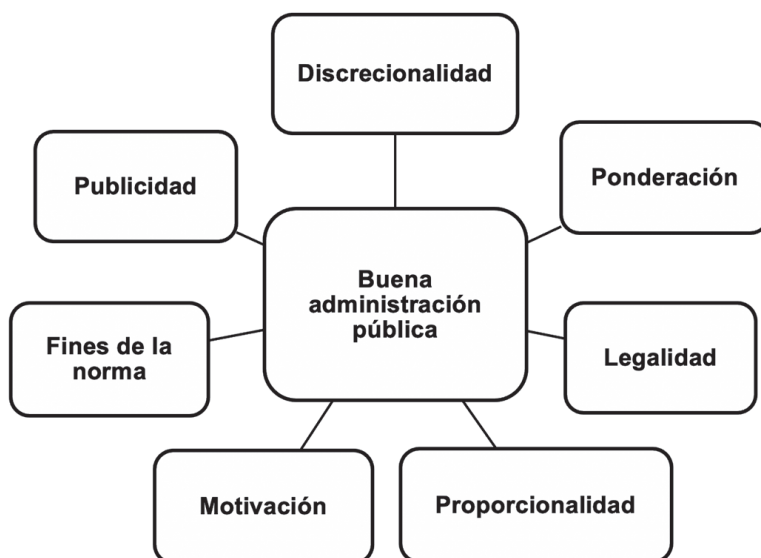 Discrecionalidad
Publicidad
Ponderación
Buena
administración
pública
Fines de la
norma
Legalidad
Motivación
Proporcionalidad